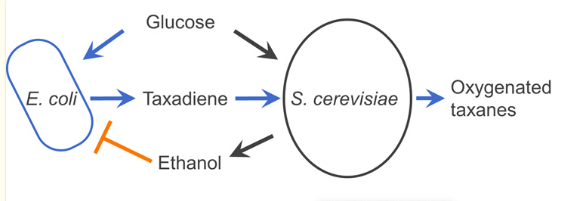 Glucose
E. coli
Taxadiene
S. cerevisiae
Oxygenated
taxanes
Ethanol